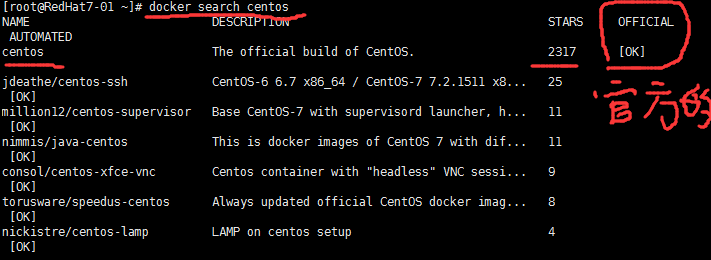 [root@RedHat7-01 ~]# docker search centos
NAME DESCRIPTION STARS OFFICIAL
AUTOMATED
centos The official build of CentOS. 2317 [OK]
jdeathe/centos-ssh CentOS-6 6.7 x86_64 / CentOS-7 7.2.1511 x8... 25
[OK]
million12/centos-supervisor Base CentOS-7 with supervisord launcher, h... 11
[OK]
nimmis/java-centos This is docker images of CentOS 7 with dif... 11
[OK]
consol/centos-xfce-vnc Centos container with "headless" VNC sessi... 9
[OK]
torusware/speedus-centos Always updated official CentOS docker imag... 8
[OK]
nickistre/centos-lamp LAMP on centos setup 4
[OK]
官方的